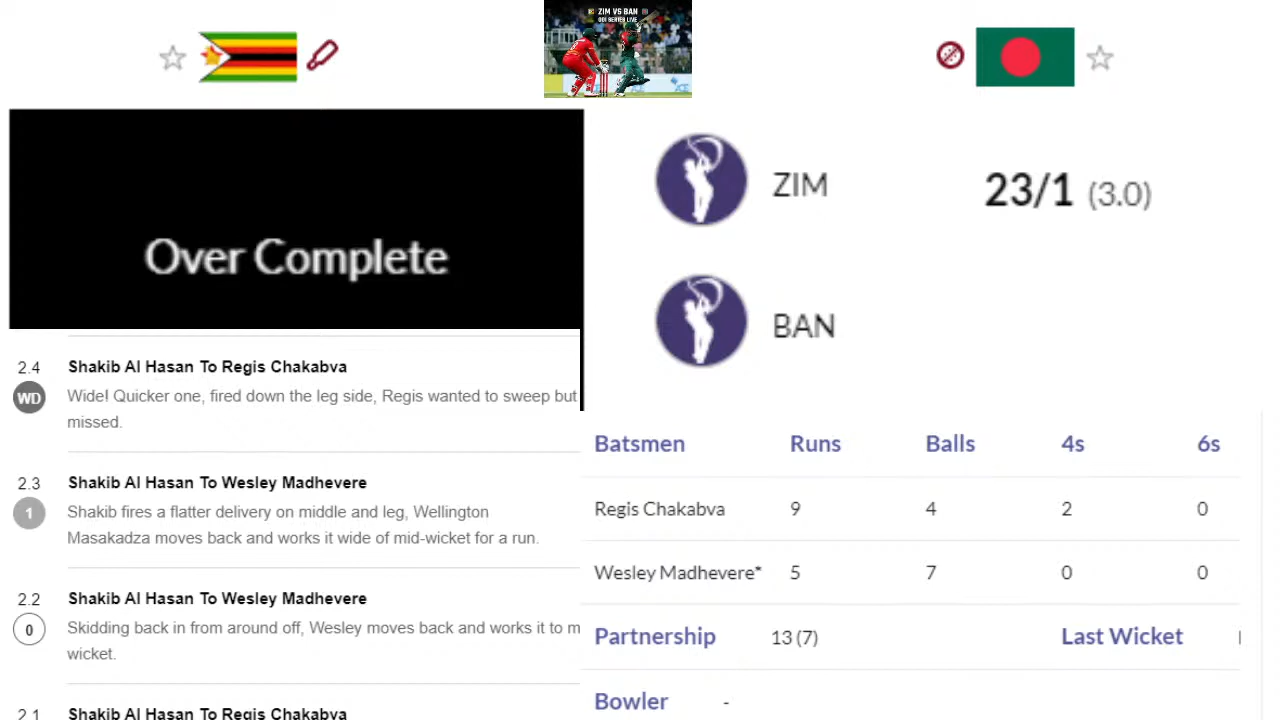 ZIM VS BAN
ODI SERIES LIVE
Over Complete
ZIM 23/1 (3.0)
BAN
2.4 Shakib Al Hasan To Regis Chakabva
WD Wide! Quicker one, fired down the leg side, Regis wanted to sweep but
missed.
2.3 Shakib Al Hasan To Wesley Madhevere
1 Shakib fires a flatter delivery on middle and leg, Wellington
Masakadza moves back and works it wide of mid-wicket for a run.
2.2 Shakib Al Hasan To Wesley Madhevere
0 Skidding back in from around off, Wesley moves back and works it to m
wicket.
2.1 Shakib Al Hasan To Regis Chakabva
Batsmen Runs Balls 4s 6s
Regis Chakabva 9 4 2 0
Wesley Madhevere* 5 7 0 0
Partnership 13 (7) Last Wicket
Bowler -